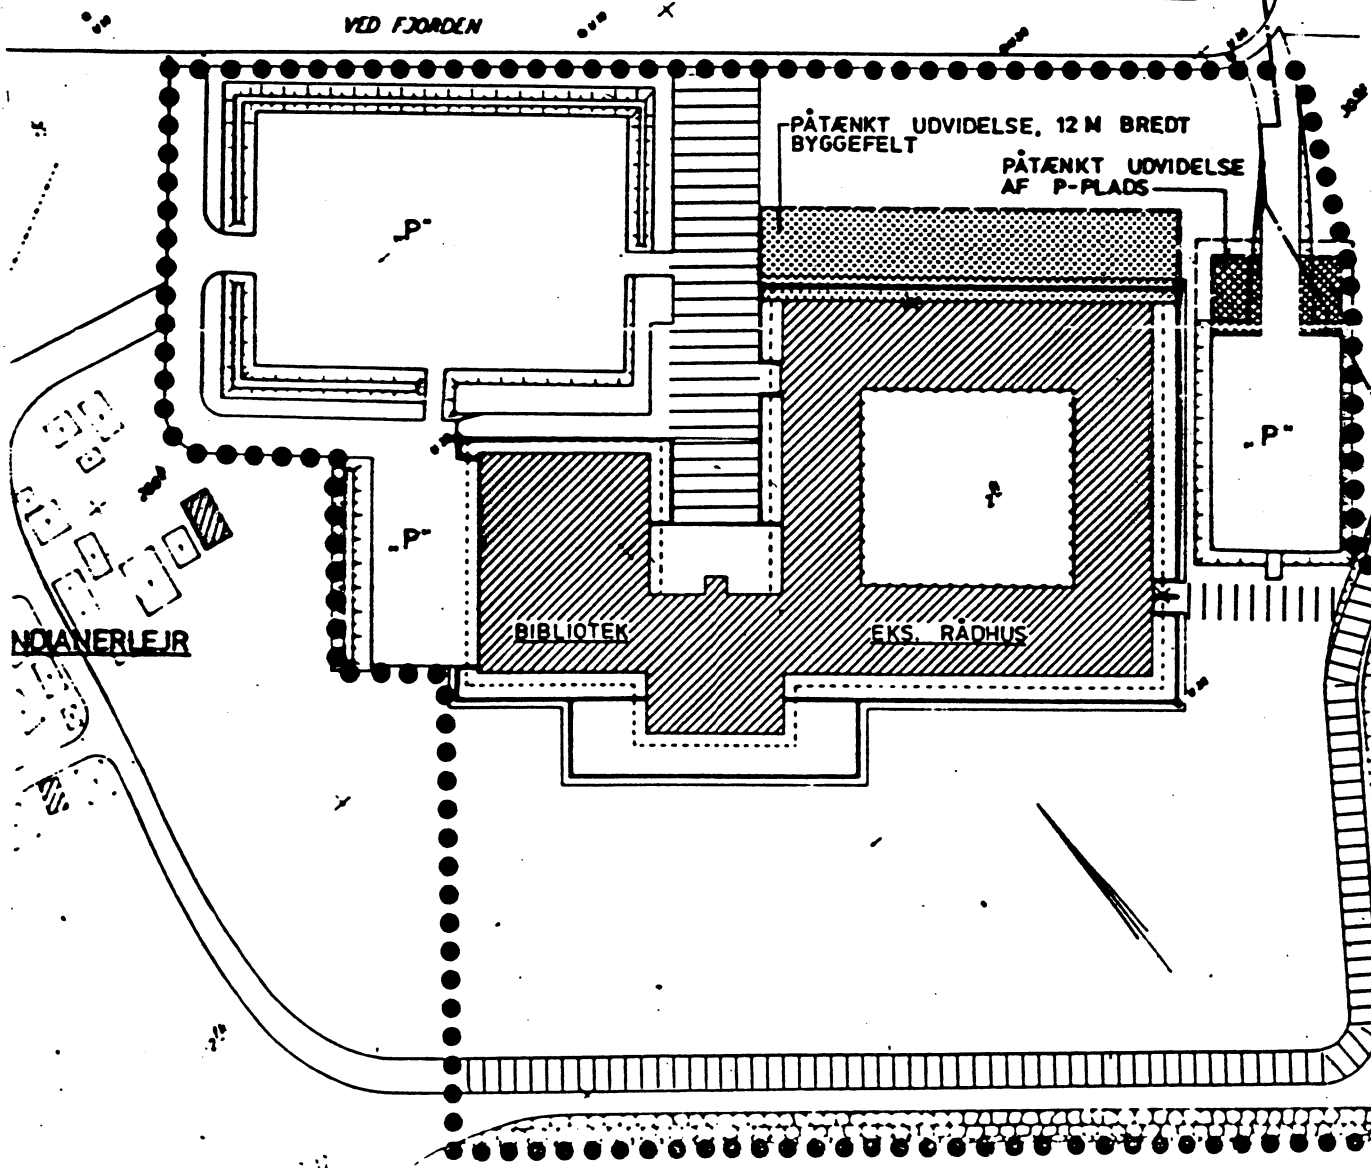 VED FJORDEN
PÅTÆNKT UDVIDELSE, 12 M BREDT
BYGGEFELT
PÅTÆNKT UDVIDELSE
AF P-PLADS
„P"
„P"
„P"
BIBLIOTEK
EKS. RÅDHUS
NDIANERLEJR